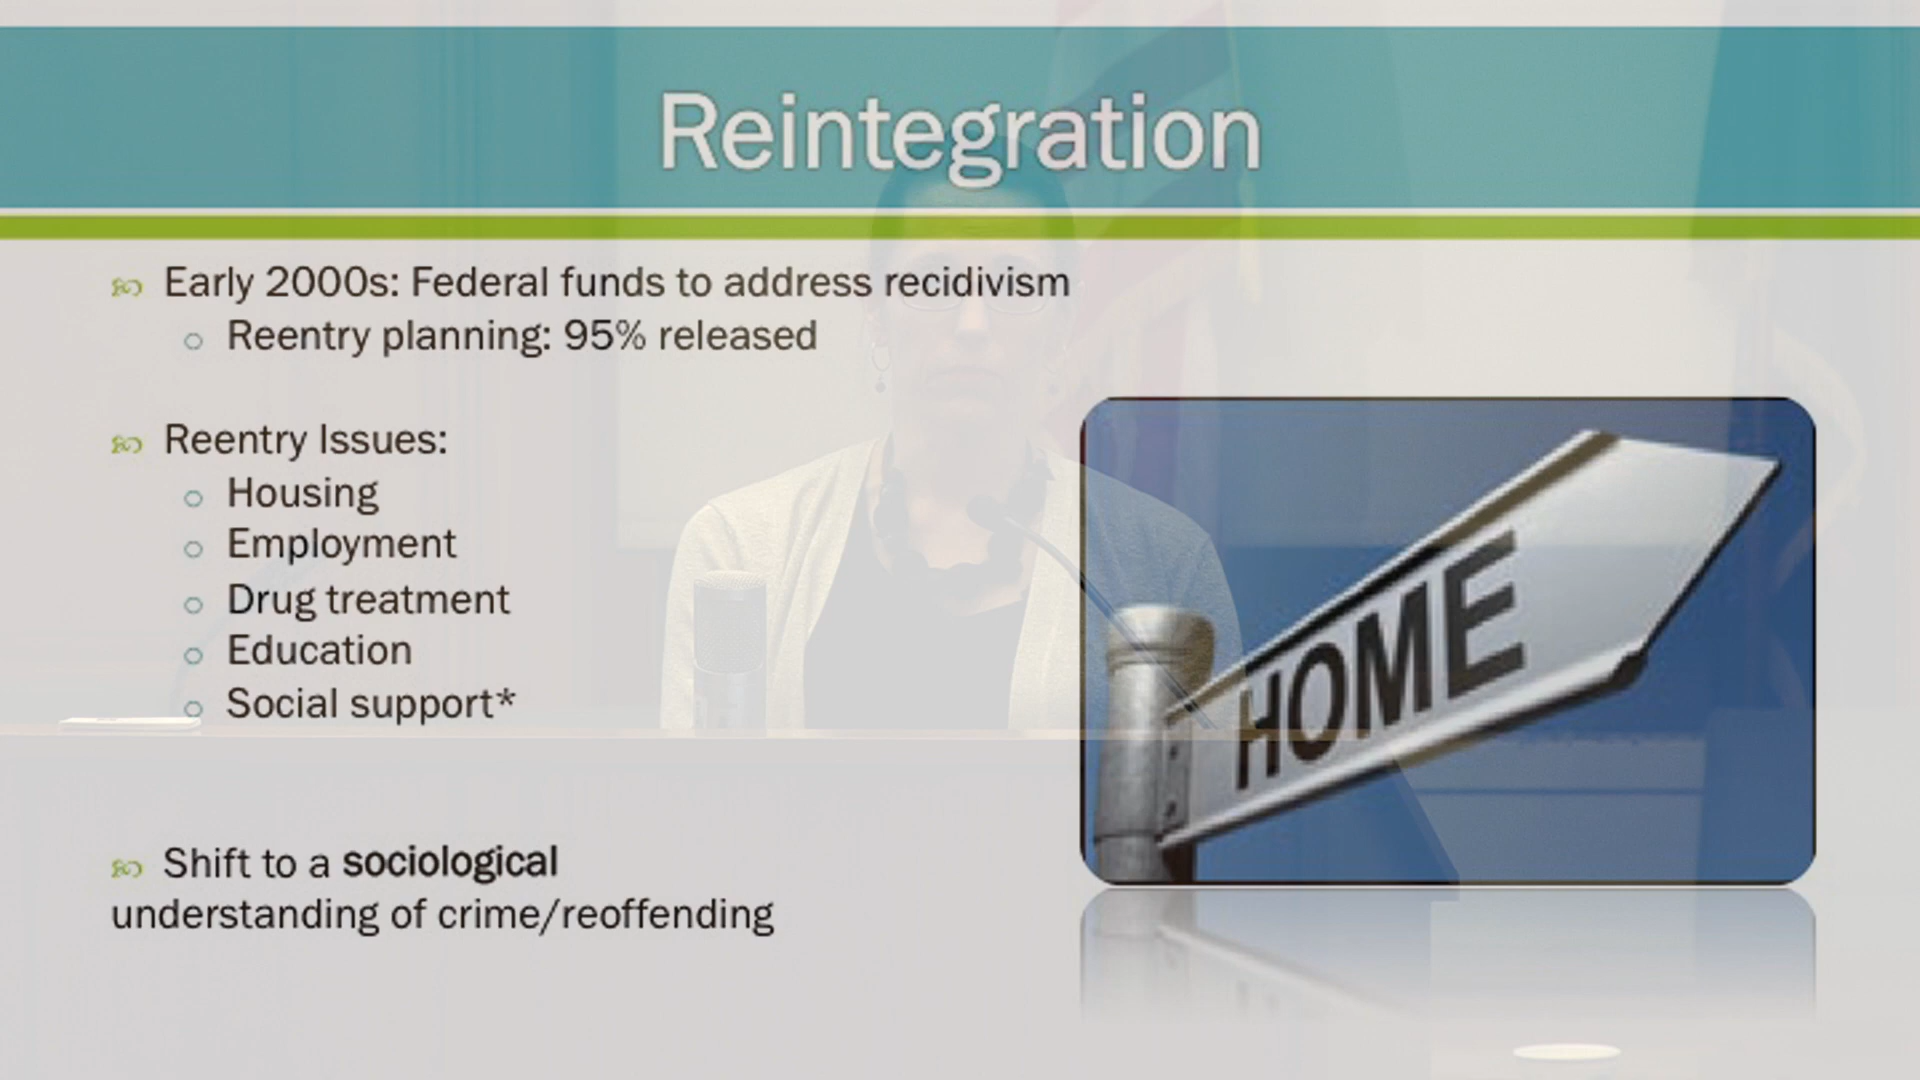 Reintegration
Early 2000s: Federal funds to address recidivism
Reentry planning: 95% released
Reentry Issues:
Housing
Employment
Drug treatment
Education
Social support*
Shift to a sociological
understanding of crime/reoffending
HOME